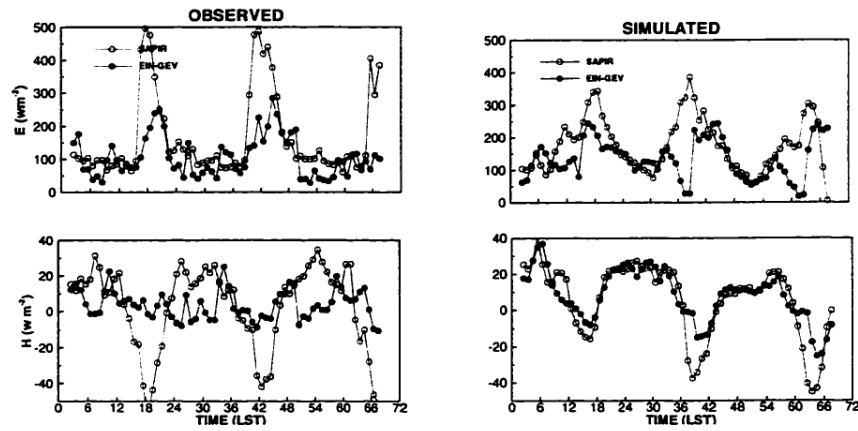 OBSERVED
500
400
300
200
100
0
E (wm-2)
SAPIR
EIN-GEV
SIMULATED
500
400
300
200
100
0
SAPIR
EIN-GEV
40
20
0
-20
-40
H (w m-2)
0 6 12 18 24 30 36 42 48 54 60 66 72
TIME (LST)
40
20
0
-20
-40
0 6 12 18 24 30 36 42 48 54 60 66 72
TIME (LST)